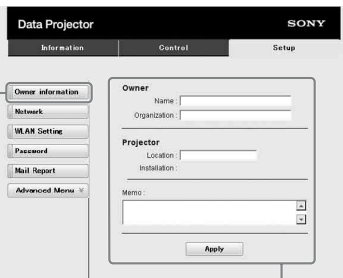 Data Projector
SONY
Information
Control
Setup
Owner information
Network
WLAN Setting
Password
Mail Report
Advanced Menu
Owner
Name :
Organization :
Projector
Location :
Installation :
Memo :
Apply